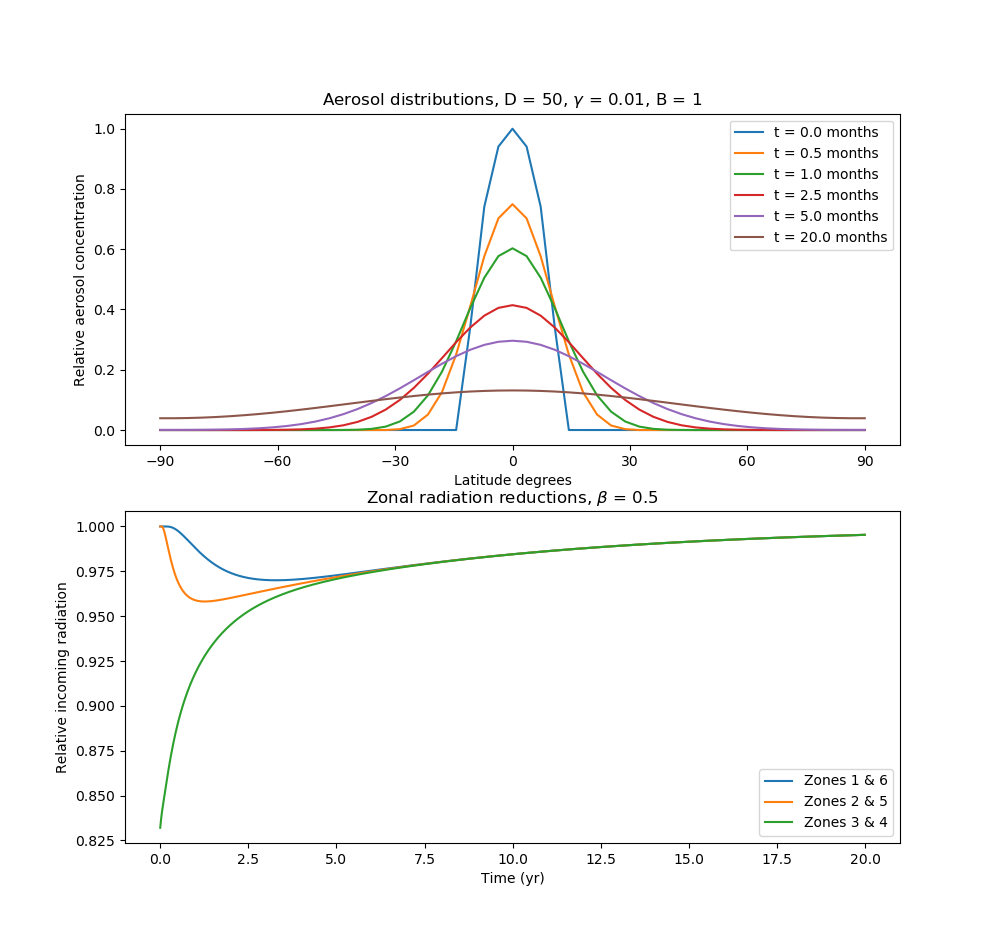 Aerosol distributions, D = 50, γ = 0.01, B = 1
Relative aerosol concentration
1.0
0.8
0.6
0.4
0.2
0.0
t = 0.0 months
t = 0.5 months
t = 1.0 months
t = 2.5 months
t = 5.0 months
t = 20.0 months
−90 −60 −30 0 30 60 90
Latitude degrees
Zonal radiation reductions, β = 0.5
Relative incoming radiation
1.000
0.975
0.950
0.925
0.900
0.875
0.850
0.825
Zones 1 & 6
Zones 2 & 5
Zones 3 & 4
0.0 2.5 5.0 7.5 10.0 12.5 15.0 17.5 20.0
Time (yr)